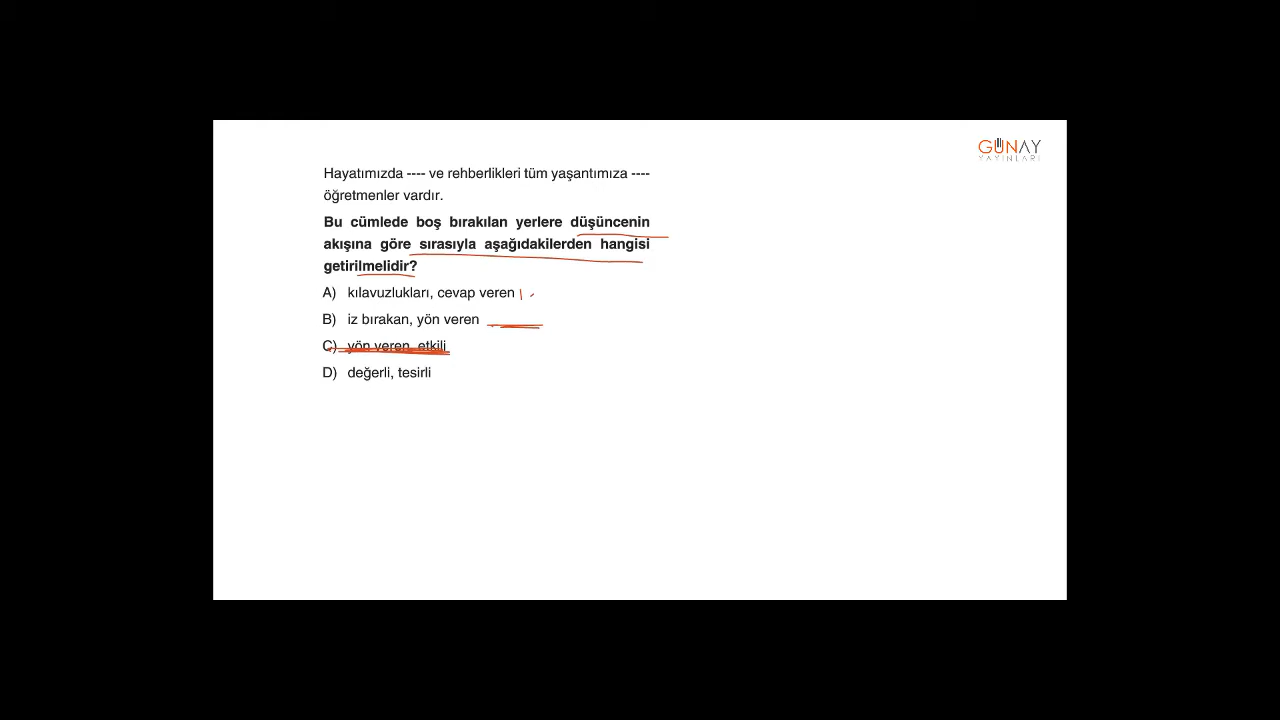 GÜNAY
YAYINLARI
Hayatımızda ---- ve rehberlikleri tüm yaşantımıza ----
öğretmenler vardır.
Bu cümlede boş bırakılan yerlere düşüncenin
akışına göre sırasıyla aşağıdakilerden hangisi
getirilmelidir?
A) kılavuzlukları, cevap veren
B) iz bırakan, yön veren
C) yön veren, etkili
D) değerli, tesirli